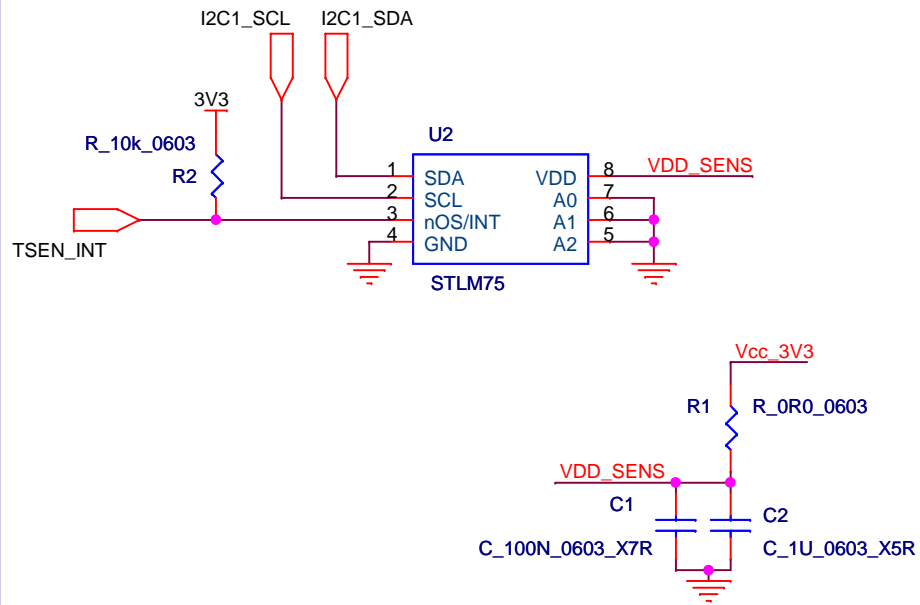 I2C1_SCL I2C1_SDA
3V3
R_10k_0603
R2
TSEN_INT
U2
1 SDA VDD 8 VDD_SENS
2 SCL A0 7
3 nOS/INT A1 6
4 GND A2 5
STLM75
Vcc_3V3
R1 R_0R0_0603
VDD_SENS
C1 C2
C_100N_0603_X7R C_1U_0603_X5R